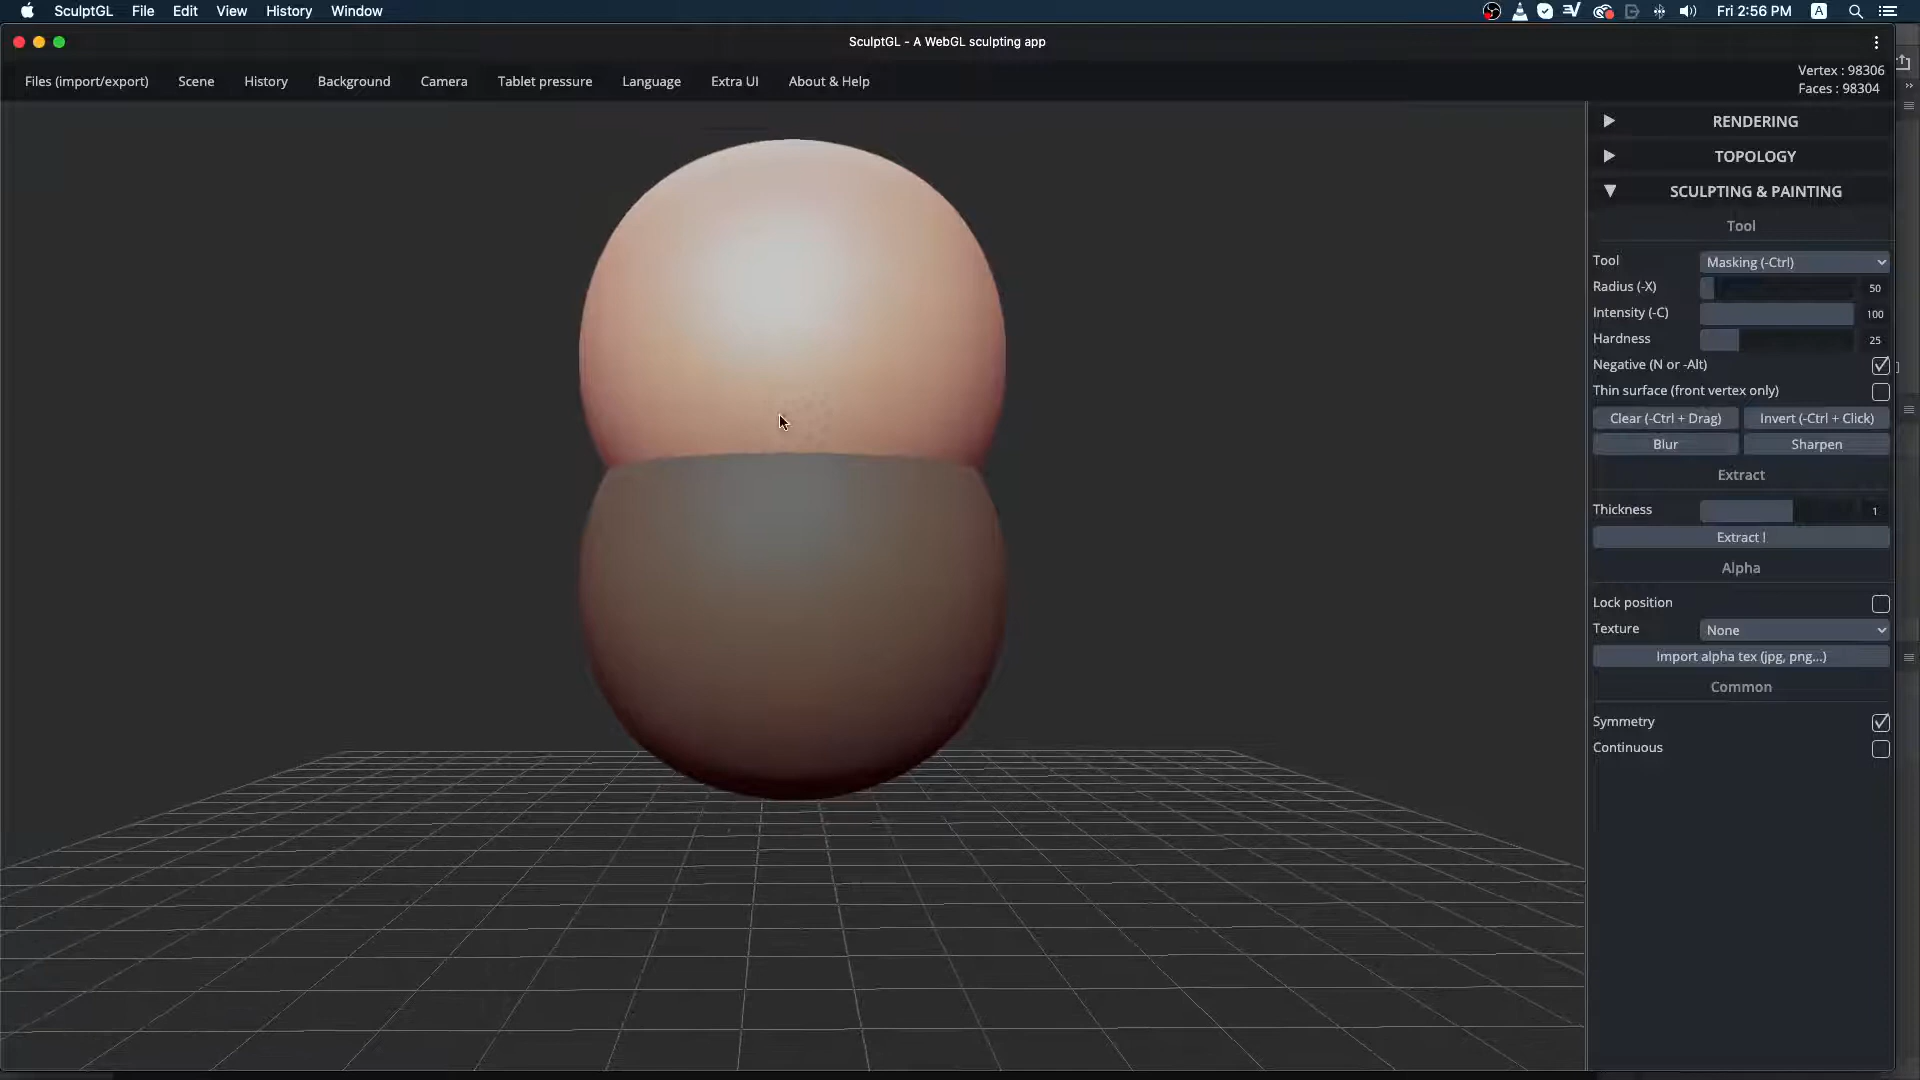 SculptGL File Edit View History Window Fri 2:56 PM A
SculptGL - A WebGL sculpting app
Files (import/export) Scene History Background Camera Tablet pressure Language Extra UI About & Help
Vertex : 98306
Faces : 98304
RENDERING
TOPOLOGY
SCULPTING & PAINTING
Tool
Tool Masking (-Ctrl)
Radius (-X) 50
Intensity (-C) 100
Hardness 25
Negative (N or -Alt)
Thin surface (front vertex only)
Clear (-Ctrl + Drag) Invert (-Ctrl + Click)
Blur Sharpen
Extract
Thickness 1
Extract !
Alpha
Lock position
Texture None
Import alpha tex (jpg, png...)
Common
Symmetry
Continuous